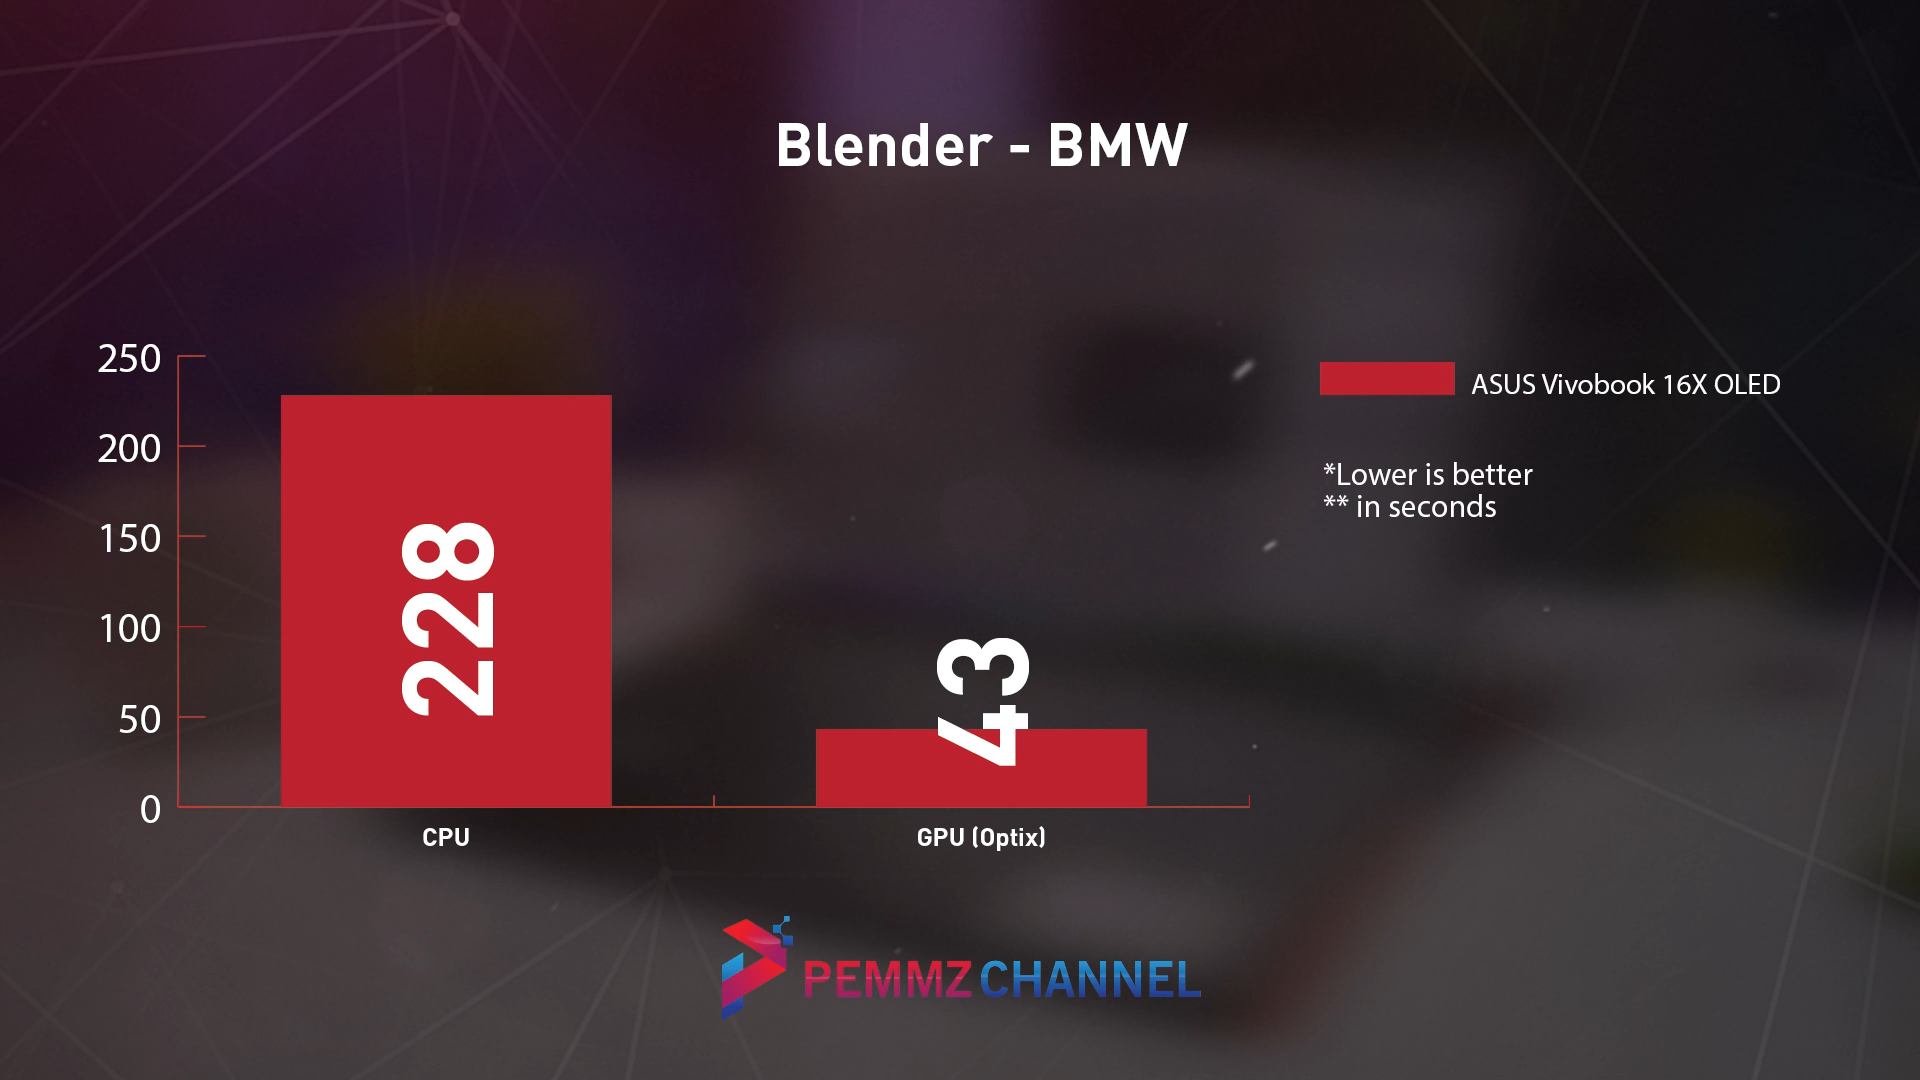 Blender - BMW
250
200
150
100
50
0
228
43
CPU
GPU (Optix)
ASUS Vivobook 16X OLED
*Lower is better
** in seconds
PEMMZ CHANNEL